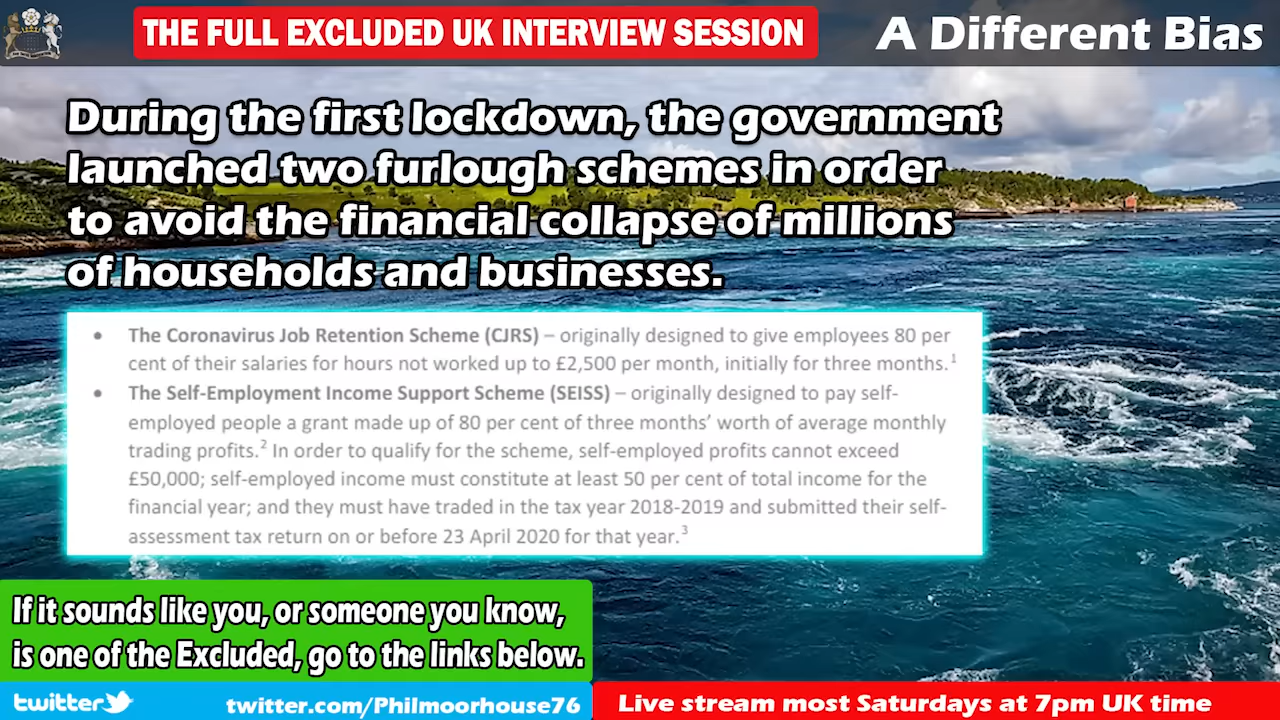 THE FULL EXCLUDED UK INTERVIEW SESSION
A Different Bias
During the first lockdown, the government
launched two furlough schemes in order
to avoid the financial collapse of millions
of households and businesses.
• The Coronavirus Job Retention Scheme (CJRS) – originally designed to give employees 80 per
cent of their salaries for hours not worked up to £2,500 per month, initially for three months.¹
• The Self-Employment Income Support Scheme (SEISS) – originally designed to pay self-
employed people a grant made up of 80 per cent of three months’ worth of average monthly
trading profits.² In order to qualify for the scheme, self-employed profits cannot exceed
£50,000; self-employed income must constitute at least 50 per cent of total income for the
financial year; and they must have traded in the tax year 2018-2019 and submitted their self-
assessment tax return on or before 23 April 2020 for that year.³
If it sounds like you, or someone you know,
is one of the Excluded, go to the links below.
twitter
twitter.com/Philmoorhouse76
Live stream most Saturdays at 7pm UK time